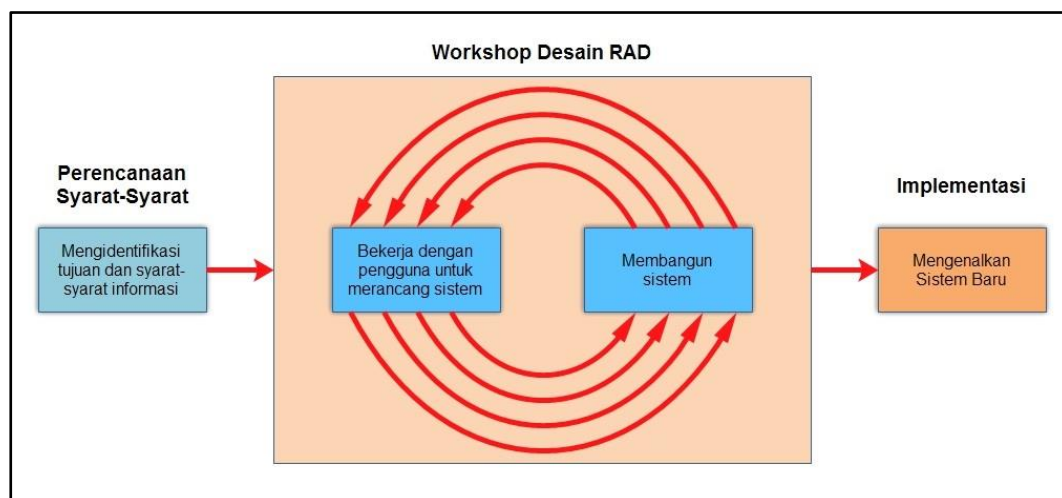 Workshop Desain RAD
Perencanaan
Syarat-Syarat
Mengidentifikasi
tujuan dan syarat-
syarat informasi
Bekerja dengan
pengguna untuk
merancang sistem
Membangun
sistem
Implementasi
Mengenalkan
Sistem Baru